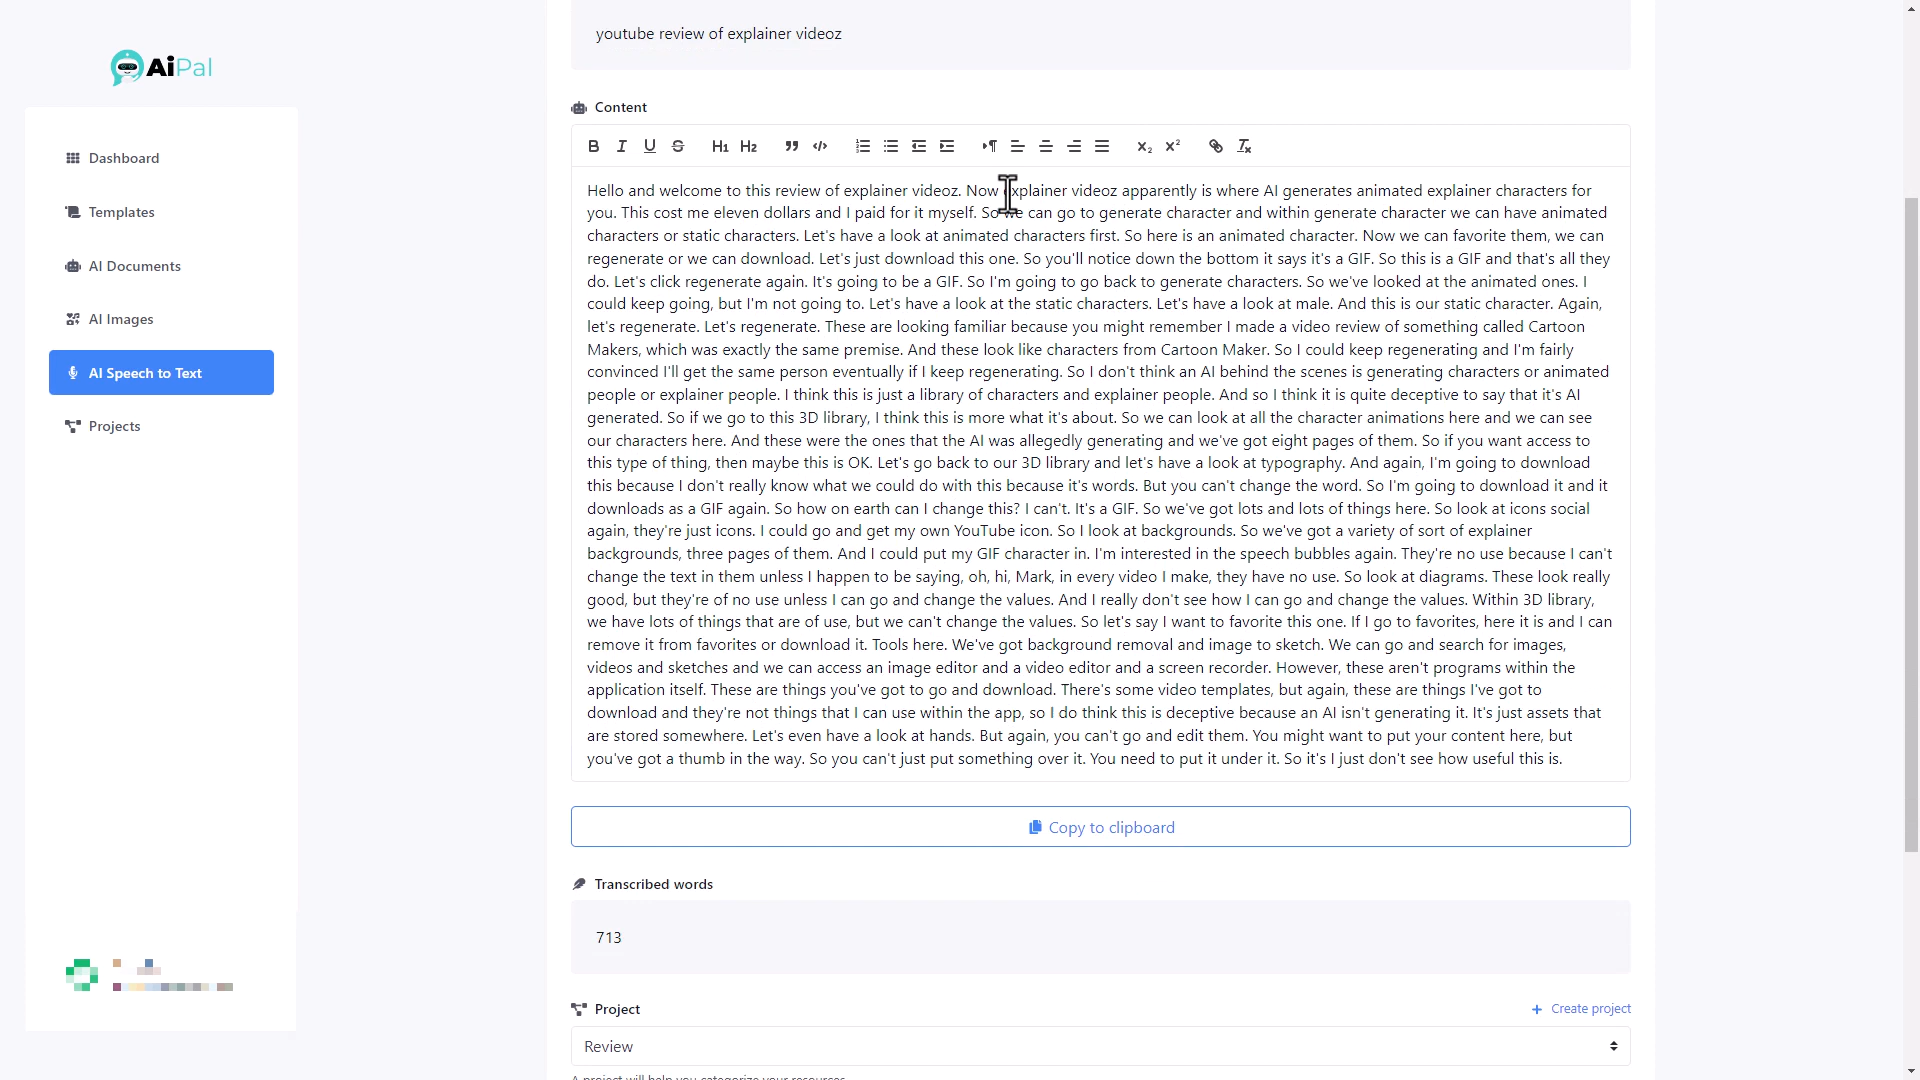 youtube review of explainer videoz
AiPal
Content
Dashboard
Templates
AI Documents
AI Images
AI Speech to Text
Projects
B I U S H1 H2 X2 X2
Hello and welcome to this review of explainer videoz. Now explainer videoz apparently is where AI generates animated explainer characters for
you. This cost me eleven dollars and I paid for it myself. So we can go to generate character and within generate character we can have animated
characters or static characters. Let's have a look at animated characters first. So here is an animated character. Now we can favorite them, we can
regenerate or we can download. Let's just download this one. So you'll notice down the bottom it says it's a GIF. So this is a GIF and that's all they
do. Let's click regenerate again. It's going to be a GIF. So I'm going to go back to generate characters. So we've looked at the animated ones. I
could keep going, but I'm not going to. Let's have a look at the static characters. Let's have a look at male. And this is our static character. Again,
let's regenerate. Let's regenerate. These are looking familiar because you might remember I made a video review of something called Cartoon
Makers, which was exactly the same premise. And these look like characters from Cartoon Maker. So I could keep regenerating and I'm fairly
convinced I'll get the same person eventually if I keep regenerating. So I don't think an AI behind the scenes is generating characters or animated
people or explainer people. I think this is just a library of characters and explainer people. And so I think it is quite deceptive to say that it's AI
generated. So if we go to this 3D library, I think this is more what it's about. So we can look at all the character animations here and we can see
our characters here. And these were the ones that the AI was allegedly generating and we've got eight pages of them. So if you want access to
this type of thing, then maybe this is OK. Let's go back to our 3D library and let's have a look at typography. And again, I'm going to download
this because I don't really know what we could do with this because it's words. But you can't change the word. So I'm going to download it and it
downloads as a GIF again. So how on earth can I change this? I can't. It's a GIF. So we've got lots and lots of things here. So look at icons social
again, they're just icons. I could go and get my own YouTube icon. So I look at backgrounds. So we've got a variety of sort of explainer
backgrounds, three pages of them. And I could put my GIF character in. I'm interested in the speech bubbles again. They're no use because I can't
change the text in them unless I happen to be saying, oh, hi, Mark, in every video I make, they have no use. So look at diagrams. These look really
good, but they're of no use unless I can go and change the values. And I really don't see how I can go and change the values. Within 3D library,
we have lots of things that are of use, but we can't change the values. So let's say I want to favorite this one. If I go to favorites, here it is and I can
remove it from favorites or download it. Tools here. We've got background removal and image to sketch. We can go and search for images,
videos and sketches and we can access an image editor and a video editor and a screen recorder. However, these aren't programs within the
application itself. These are things you've got to go and download. There's some video templates, but again, these are things I've got to
download and they're not things that I can use within the app, so I do think this is deceptive because an AI isn't generating it. It's just assets that
are stored somewhere. Let's even have a look at hands. But again, you can't go and edit them. You might want to put your content here, but
you've got a thumb in the way. So you can't just put something over it. You need to put it under it. So it's I just don't see how useful this is.
Copy to clipboard
Transcribed words
713
Project
+ Create project
Review
A project will help you categorize your resources